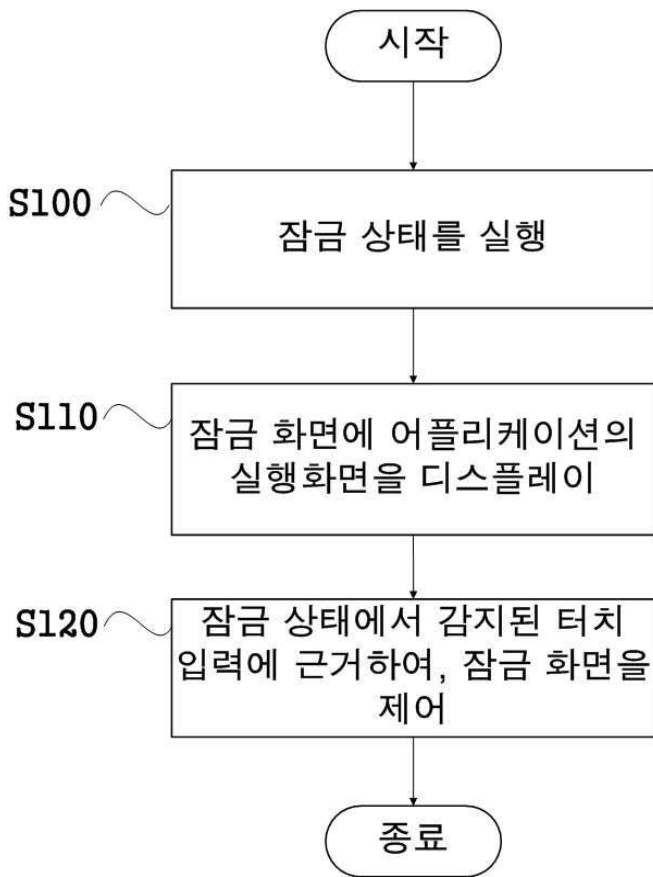 시작
S100
잠금 상태를 실행
S110
잠금 화면에 어플리케이션의
실행화면을 디스플레이
S120
잠금 상태에서 감지된 터치
입력에 근거하여, 잠금 화면을
제어
종료